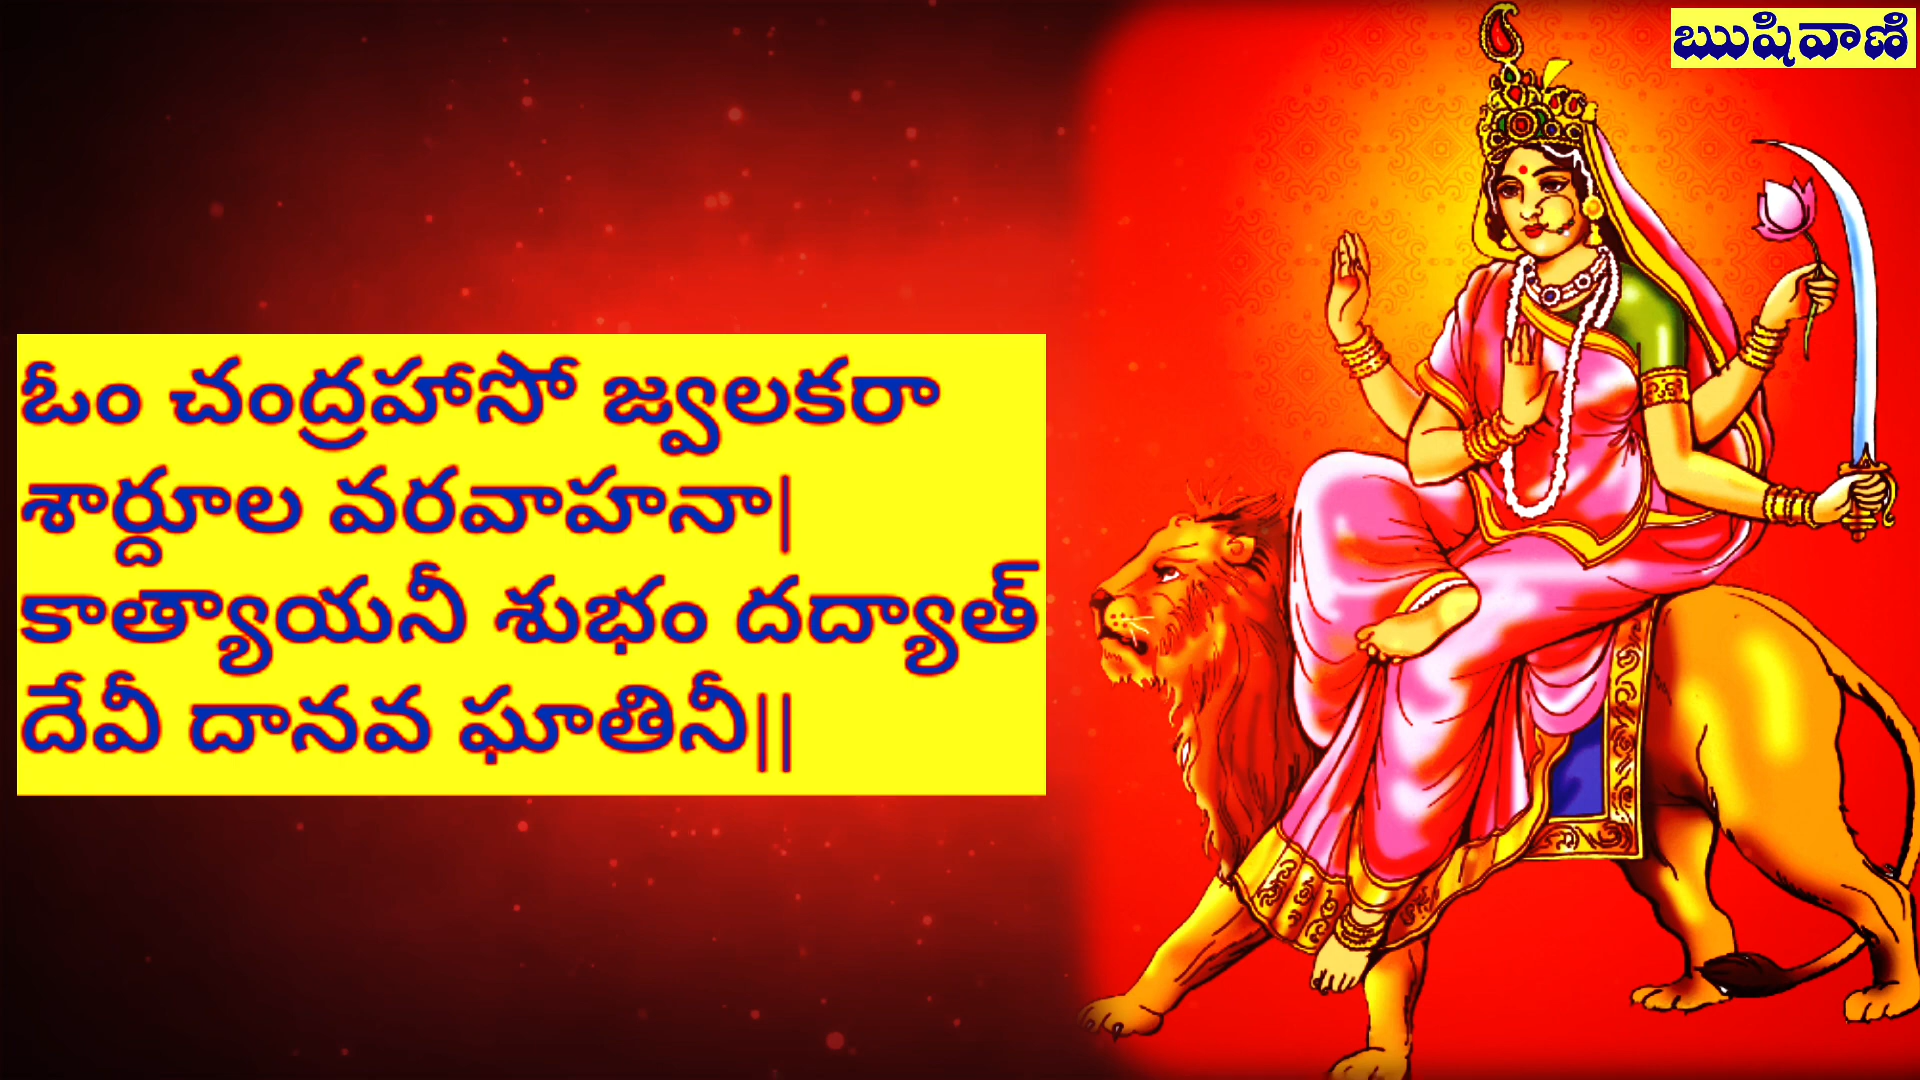 ఋషివాణి
ఓం చంద్రహాసో జ్వలకరా
శార్దూల వరవాహనా|
కాత్యాయనీ శుభం దద్యాత్
దేవీ దానవ ఘాతినీ||